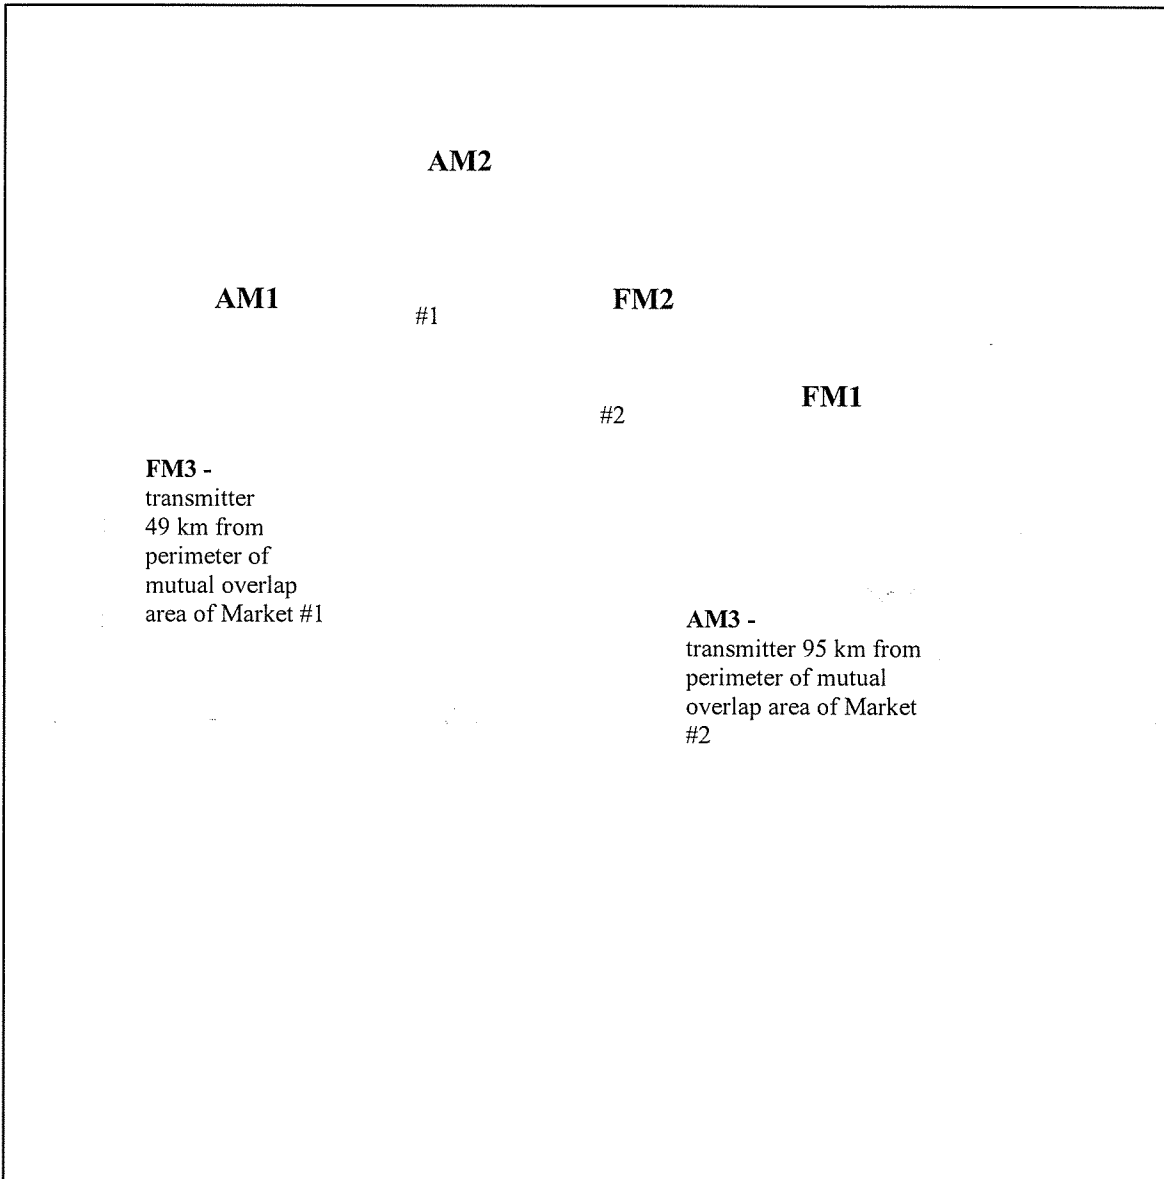 AM2
AM1
#1
FM2
FM1
#2
FM3 -
transmitter
49 km from
perimeter of
mutual overlap
area of Market #1
AM3 -
transmitter 95 km from
perimeter of mutual
overlap area of Market
#2